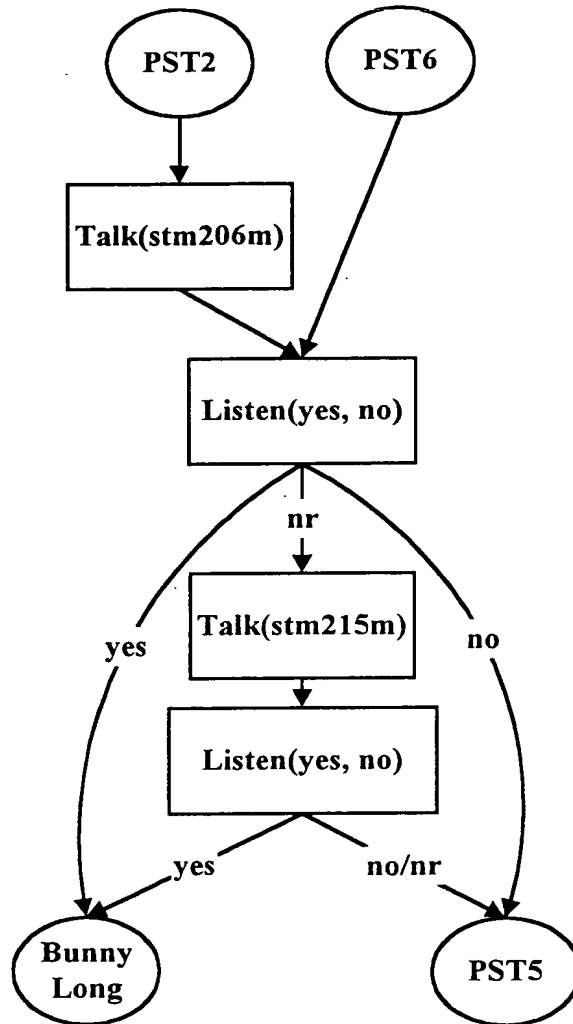 PST2
PST6
Talk(stm206m)
Listen(yes, no)
nr
Talk(stm215m)
yes
no
Listen(yes, no)
yes
no/nr
Bunny
Long
PST5